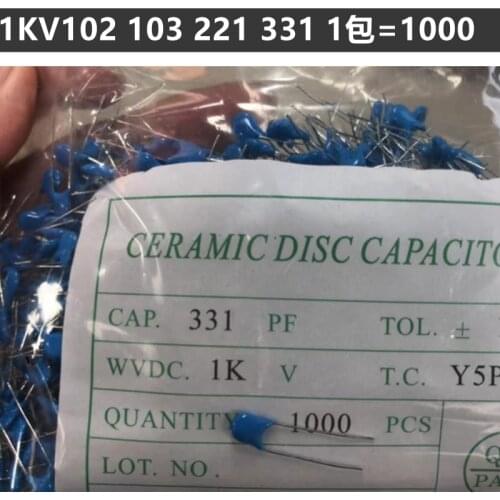 1KV102 103 221 331 1包=1000
CERAMIC DISC CAPACITO
CAP. 331 PF TOL. ±
WVDC. 1K V T.C. Y5P
QUANTITY 1000 PCS
LOT. NO.
Q
PA